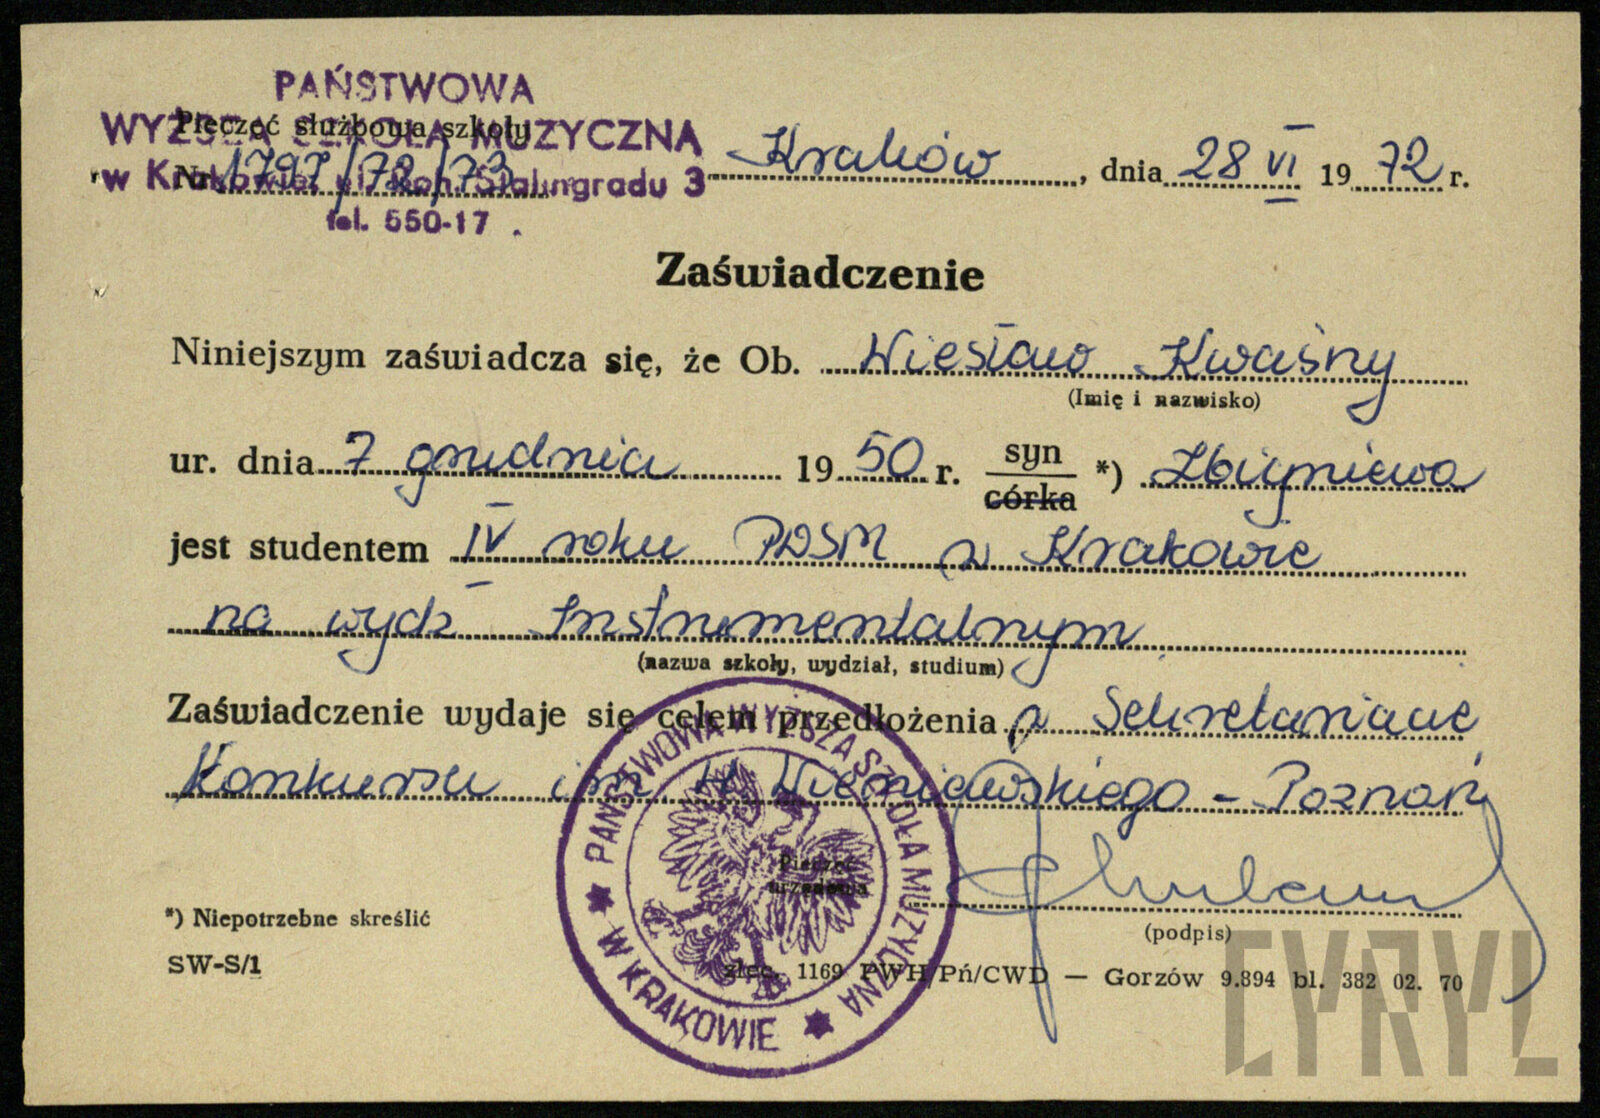 PAŃSTWOWA
WYŻSZA SZKOŁA MUZYCZNA
w Krakowie, pl. Boh. Stalingradu 3
tel. 550-17
Pieczęć służbowa szkoły
Nr 1797/72/73
Kraków, dnia 28 VI 1972 r.
Zaświadczenie
Niniejszym zaświadcza się, że Ob. Wiesław Kwaśny
(Imię i nazwisko)
ur. dnia 7 grudnia 1950 r. syn córka *) Zbigniewa
jest studentem IV roku PWSM w Krakowie
na wydz Instrumentalnym
(nazwa szkoły, wydział, studium)
Zaświadczenie wydaje się celem przedłożenia w Sekretariacie
Konkursu im H Wieniawskiego - Poznań
PAŃSTWOWA WYŻSZA SZKOŁA MUZYCZNA
W KRAKOWIE
Pieczęć
urzędowa
*) Niepotrzebne skreślić
(podpis)
SW-S/1
zlec. 1169 PWH/Pń/CWD — Gorzów 9.894 bl. 382 02. 70
CYRYL